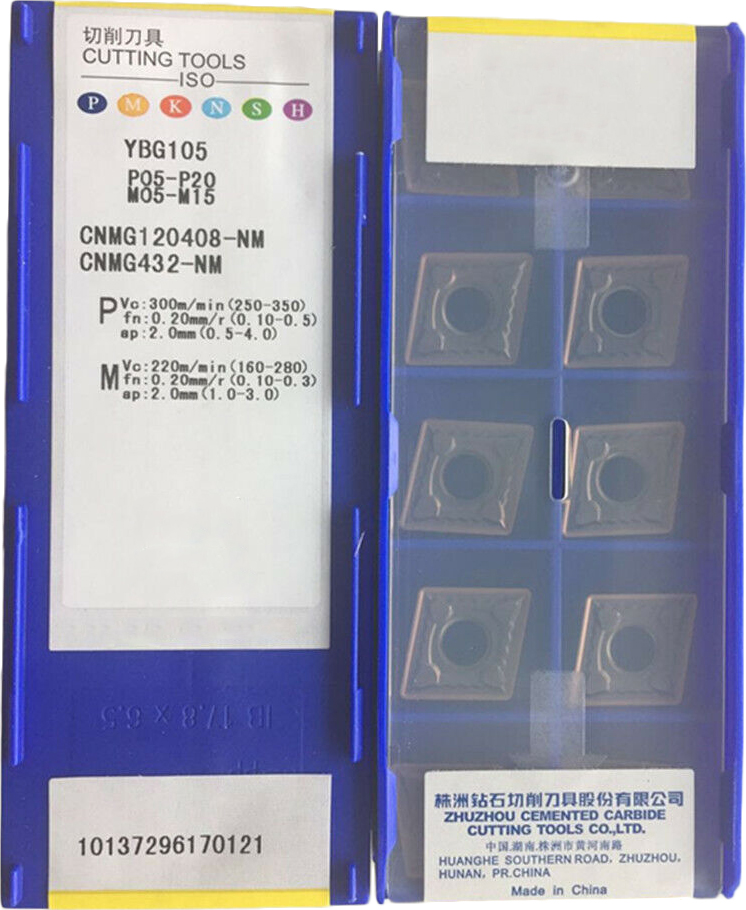 切削刀具
CUTTING TOOLS
ISO
P M K N S H
YBG105
P05-P20
M05-M15
CNMG120408-NM
CNMG432-NM
P Vc:300m/min(250-350)
fn:0.20mm/r(0.10-0.5)
ap:2.0mm(0.5-4.0)
M Vc:220m/min(160-280)
fn:0.20mm/r(0.10-0.3)
ap:2.0mm(1.0-3.0)
IB 17.8 x 6.5
10137296170121
株洲钻石切削刀具股份有限公司
ZHUZHOU CEMENTED CARBIDE
CUTTING TOOLS CO.,LTD.
中国.湖南.株洲市黄河南路
HUANGHE SOUTHERN ROAD, ZHUZHOU,
HUNAN, PR.CHINA
Made in China